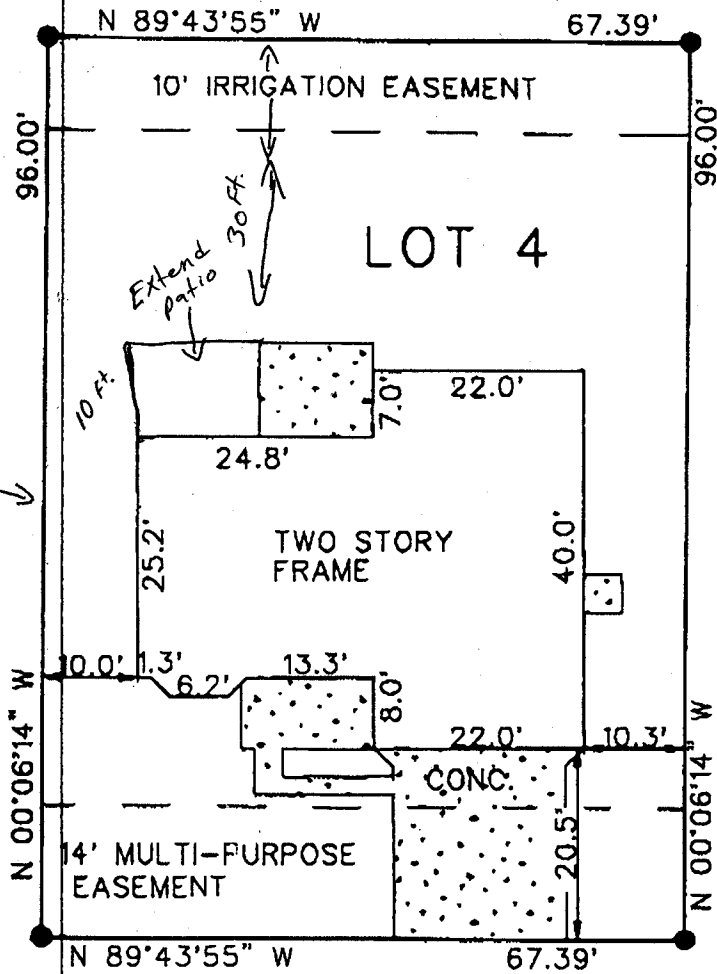 N 89°43'55" W 67.39'
10' IRRIGATION EASEMENT
96.00'
96.00'
30 ft.
LOT 4
Extend
patio
10 ft.
7.0'
22.0'
24.8'
25.2'
TWO STORY
FRAME
40.0'
10.0' 1.3' 13.3'
6.2'
8.0'
22.0' 10.3'
CONC.
N 00°06'14" W
N 00°06'14" W
20.5'
14' MULTI-PURPOSE
EASEMENT
N 89°43'55" W 67.39'